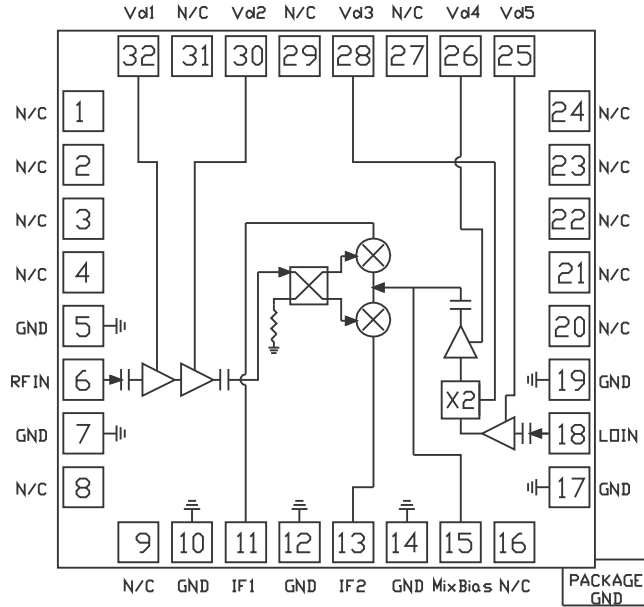 Vd1 N/C Vd2 N/C Vd3 N/C Vd4 Vd5
32 31 30 29 28 27 26 25
N/C 1 24 N/C
N/C 2 23 N/C
N/C 3 22 N/C
N/C 4 21 N/C
GND 5 20 N/C
RFIN 6 19 GND
X2
GND 7 18 LOIN
N/C 8 17 GND
9 10 11 12 13 14 15 16
N/C GND IF1 GND IF2 GND MixBias N/C
PACKAGE
GND